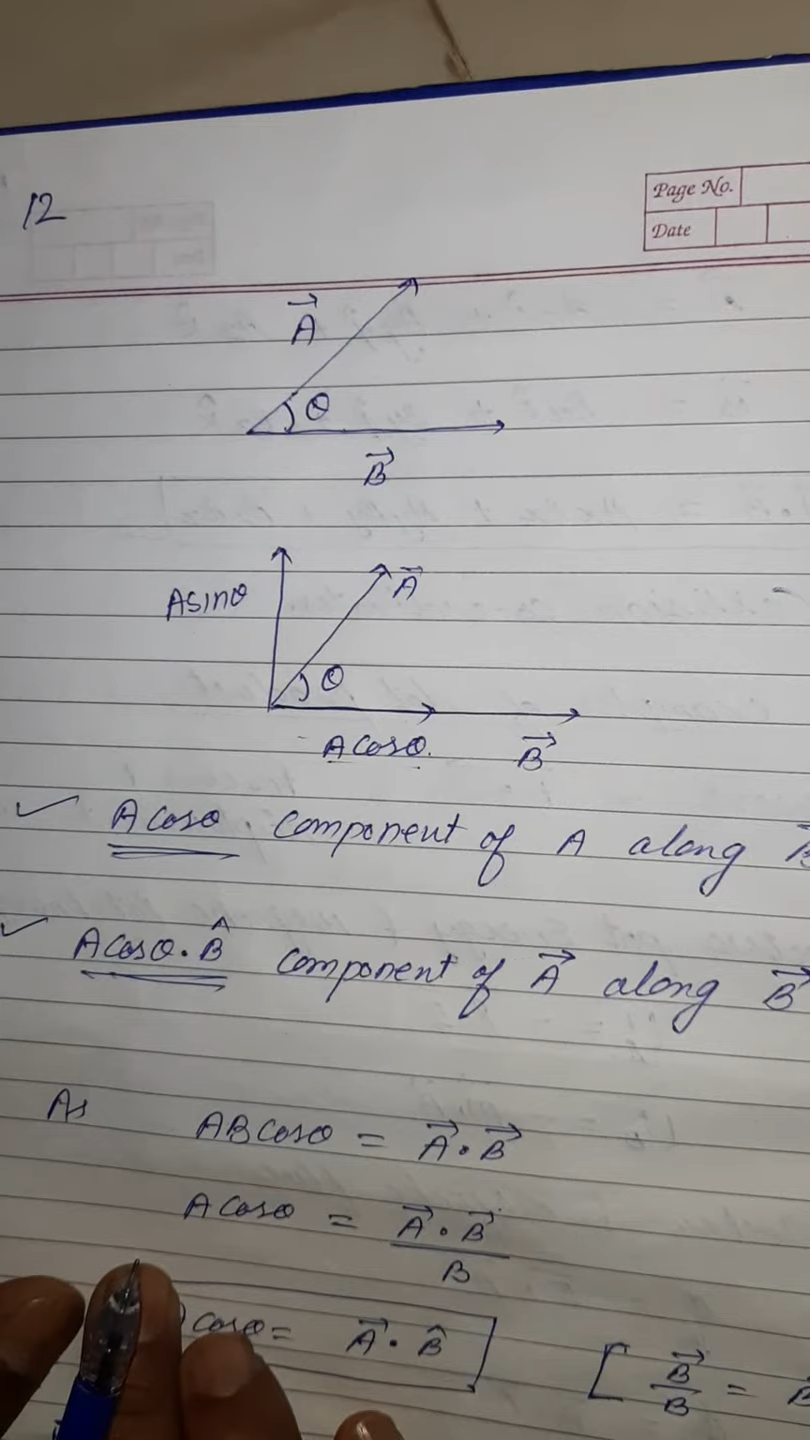 12
Page No.
Date
A⃗
θ
B⃗
Asinθ
A⃗
θ
Acosθ.
B⃗
Acosθ. component of A along B⃗
Acosθ.B̂ component of A⃗ along B⃗
As ABcosθ = A⃗.B⃗
Acosθ = A⃗.B⃗ / B
cosθ = A⃗.B̂ [ B⃗ / B =